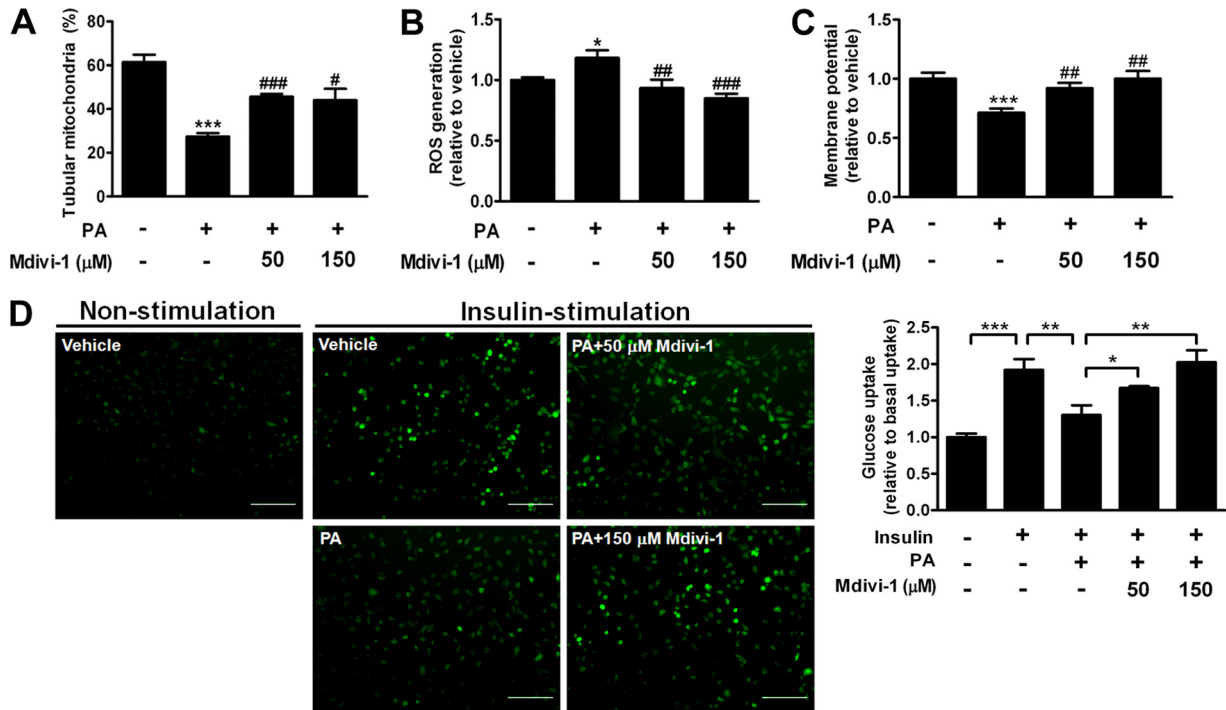 A
Tubular mitochondria (%)
80
60
40
20
0
***
###
#
PA - + + +
Mdivi-1 (μM) - - 50 150
B
ROS generation
(relative to vehicle)
1.5
1.0
0.5
0.0
*
##
###
PA - + + +
Mdivi-1 (μM) - - 50 150
C
Membrane potential
(relative to vehicle)
1.5
1.0
0.5
0.0
***
##
##
PA - + + +
Mdivi-1 (μM) - - 50 150
D
Non-stimulation
Insulin-stimulation
Vehicle
Vehicle
PA+50 μM Mdivi-1
PA
PA+150 μM Mdivi-1
Glucose uptake
(relative to basal uptake)
2.5
2.0
1.5
1.0
0.5
0.0
***
**
**
*
Insulin - + + + +
PA - - + + +
Mdivi-1 (μM) - - - 50 150